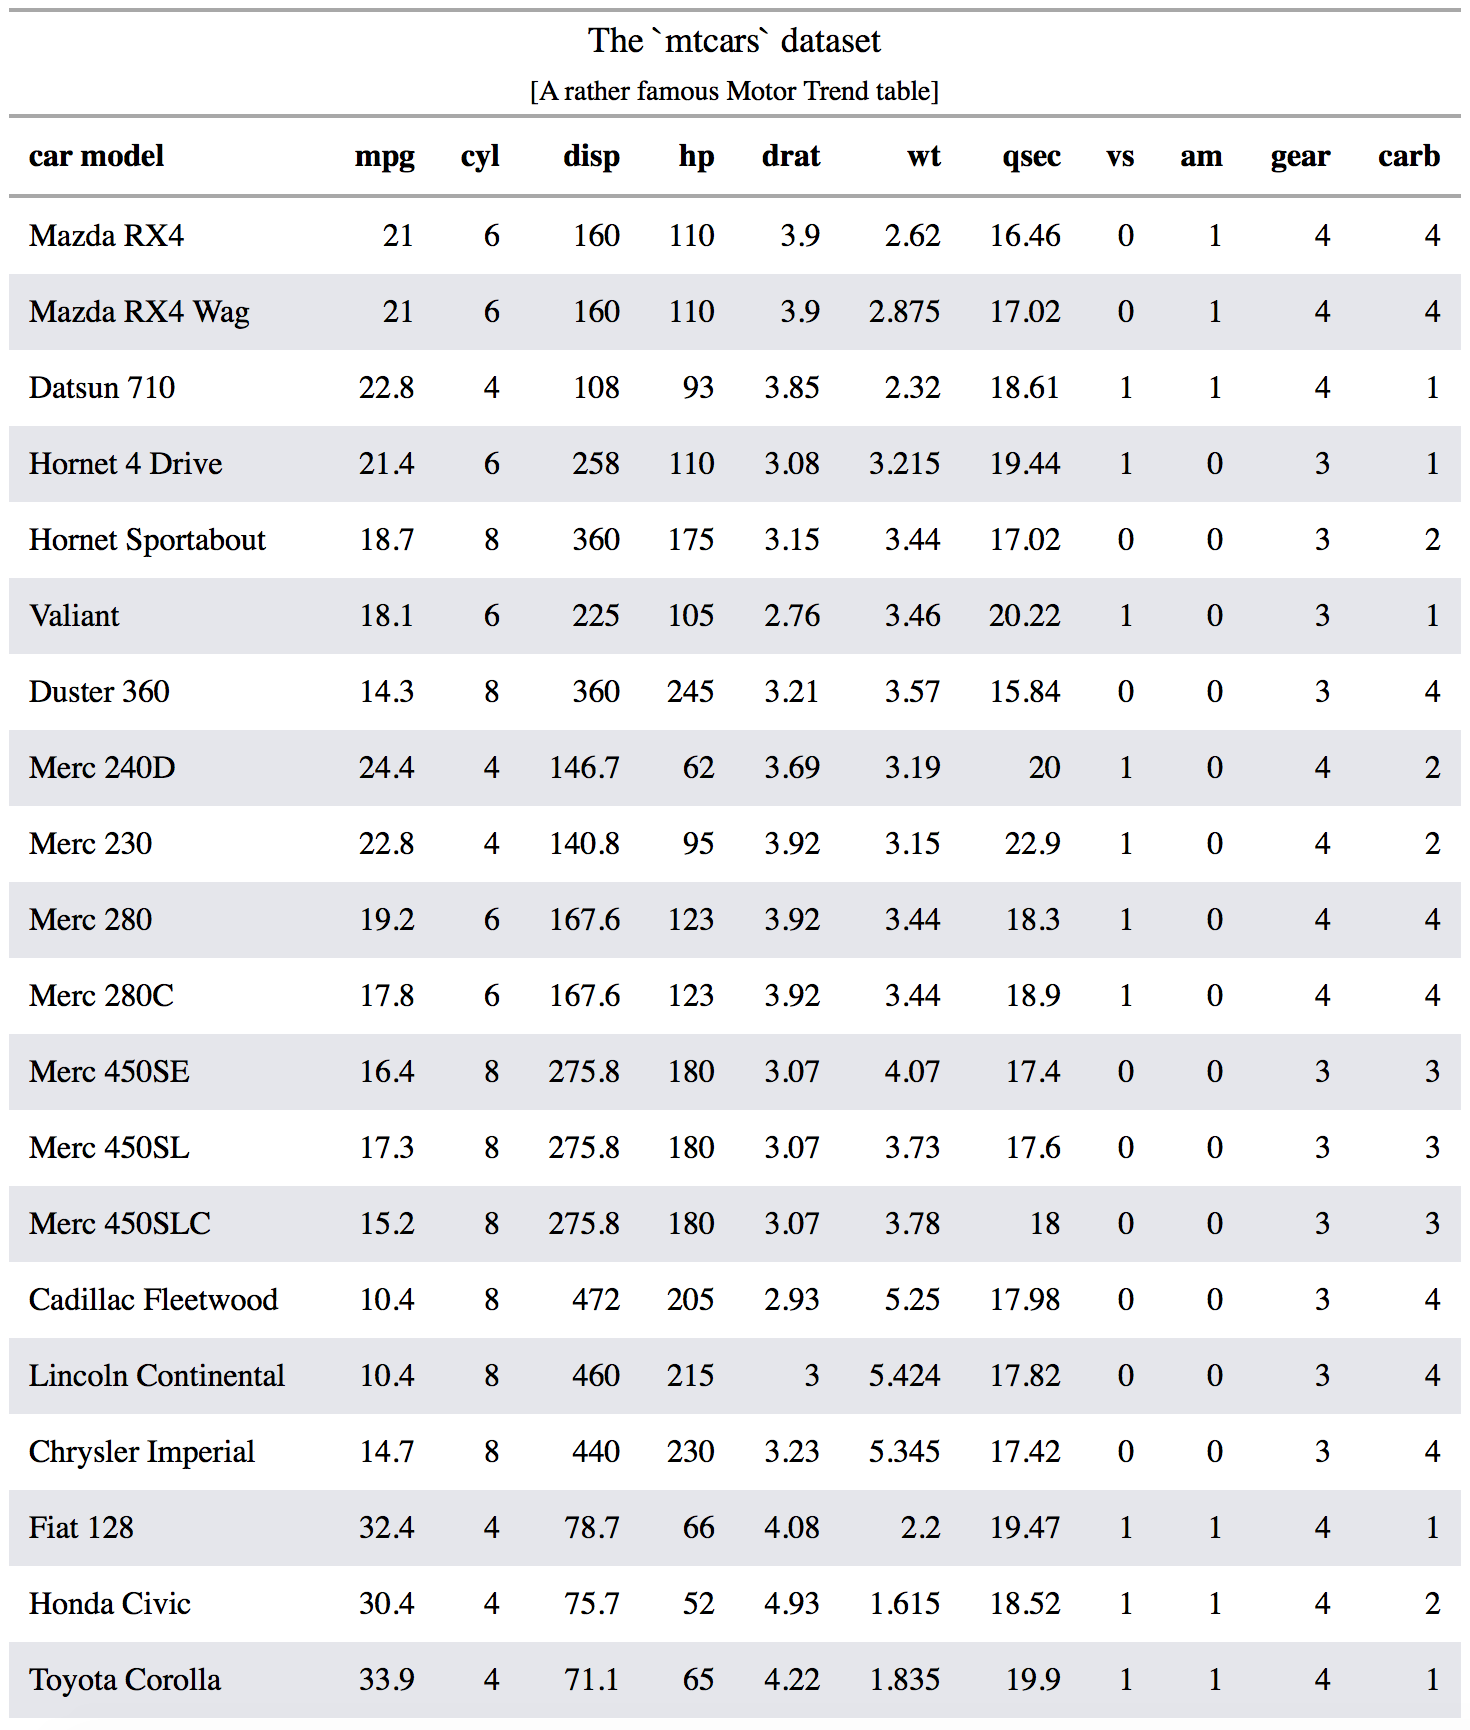 The `mtcars` dataset
[A rather famous Motor Trend table]
car model mpg cyl disp hp drat wt qsec vs am gear carb
Mazda RX4 21 6 160 110 3.9 2.62 16.46 0 1 4 4
Mazda RX4 Wag 21 6 160 110 3.9 2.875 17.02 0 1 4 4
Datsun 710 22.8 4 108 93 3.85 2.32 18.61 1 1 4 1
Hornet 4 Drive 21.4 6 258 110 3.08 3.215 19.44 1 0 3 1
Hornet Sportabout 18.7 8 360 175 3.15 3.44 17.02 0 0 3 2
Valiant 18.1 6 225 105 2.76 3.46 20.22 1 0 3 1
Duster 360 14.3 8 360 245 3.21 3.57 15.84 0 0 3 4
Merc 240D 24.4 4 146.7 62 3.69 3.19 20 1 0 4 2
Merc 230 22.8 4 140.8 95 3.92 3.15 22.9 1 0 4 2
Merc 280 19.2 6 167.6 123 3.92 3.44 18.3 1 0 4 4
Merc 280C 17.8 6 167.6 123 3.92 3.44 18.9 1 0 4 4
Merc 450SE 16.4 8 275.8 180 3.07 4.07 17.4 0 0 3 3
Merc 450SL 17.3 8 275.8 180 3.07 3.73 17.6 0 0 3 3
Merc 450SLC 15.2 8 275.8 180 3.07 3.78 18 0 0 3 3
Cadillac Fleetwood 10.4 8 472 205 2.93 5.25 17.98 0 0 3 4
Lincoln Continental 10.4 8 460 215 3 5.424 17.82 0 0 3 4
Chrysler Imperial 14.7 8 440 230 3.23 5.345 17.42 0 0 3 4
Fiat 128 32.4 4 78.7 66 4.08 2.2 19.47 1 1 4 1
Honda Civic 30.4 4 75.7 52 4.93 1.615 18.52 1 1 4 2
Toyota Corolla 33.9 4 71.1 65 4.22 1.835 19.9 1 1 4 1